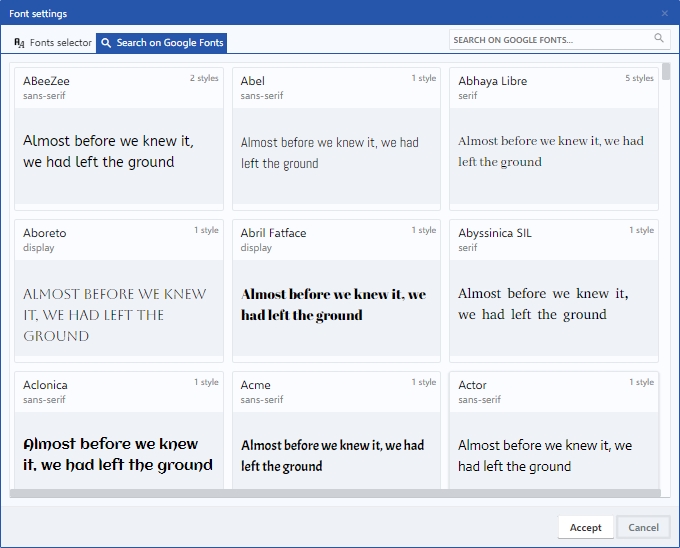 Font settings
Fonts selector
Search on Google Fonts
SEARCH ON GOOGLE FONTS...
ABeeZee
2 styles
sans-serif
Almost before we knew it,
we had left the ground
Abel
1 style
sans-serif
Almost before we knew it, we had
left the ground
Abhaya Libre
5 styles
serif
Almost before we knew it, we had
left the ground
Aboreto
1 style
display
ALMOST BEFORE WE KNEW
IT, WE HAD LEFT THE
GROUND
Abril Fatface
1 style
display
Almost before we knew it, we
had left the ground
Abyssinica SIL
1 style
serif
Almost before we knew it,
we had left the ground
Aclonica
1 style
sans-serif
Almost before we knew
it, we had left the ground
Acme
1 style
sans-serif
Almost before we knew it, we had
left the ground
Actor
1 style
sans-serif
Almost before we knew it, we
had left the ground
Accept
Cancel